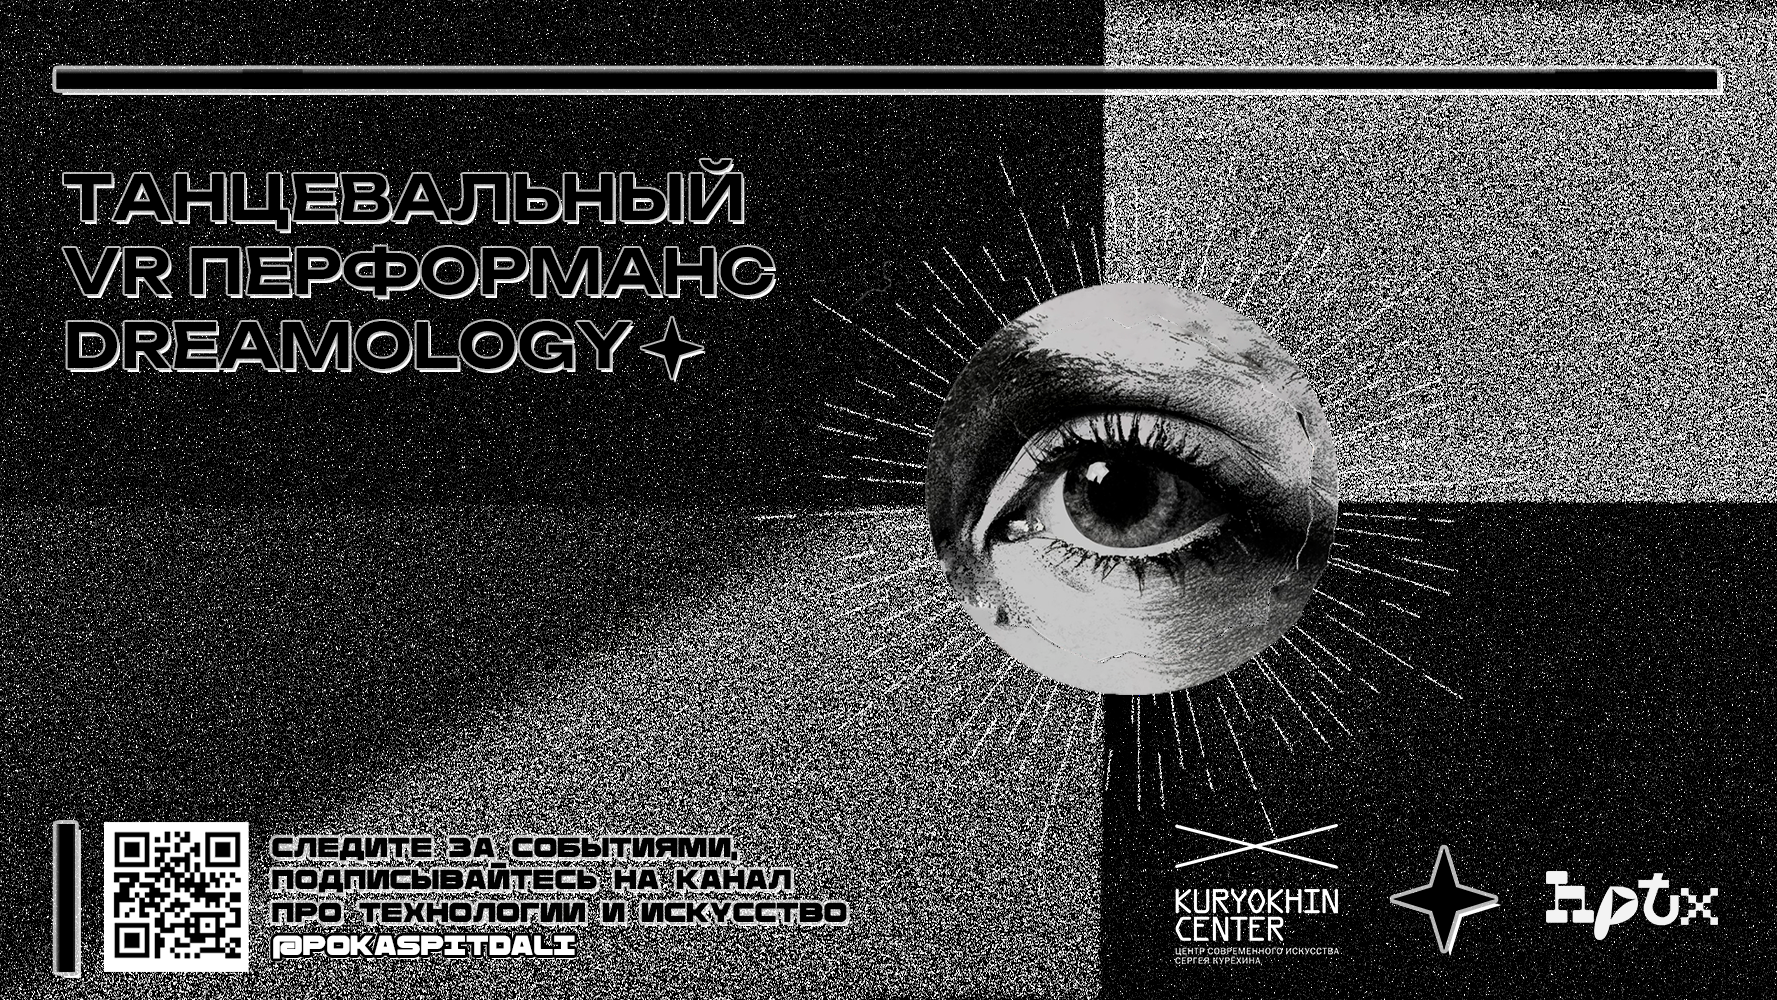 ТАНЦЕВАЛЬНЫЙ
VR ПЕРФОРМАНС
DREAMOLOGY
СЛЕДИТЕ ЗА СОБЫТИЯМИ,
ПОДПИСЫВАЙТЕСЬ НА КАНАЛ
ПРО ТЕХНОЛОГИИ И ИСКУССТВО
@POKASPITDALI
KURYOKHIN
CENTER
ЦЕНТР СОВРЕМЕННОГО ИСКУССТВА
СЕРГЕЯ КУРЁХИНА
hptx